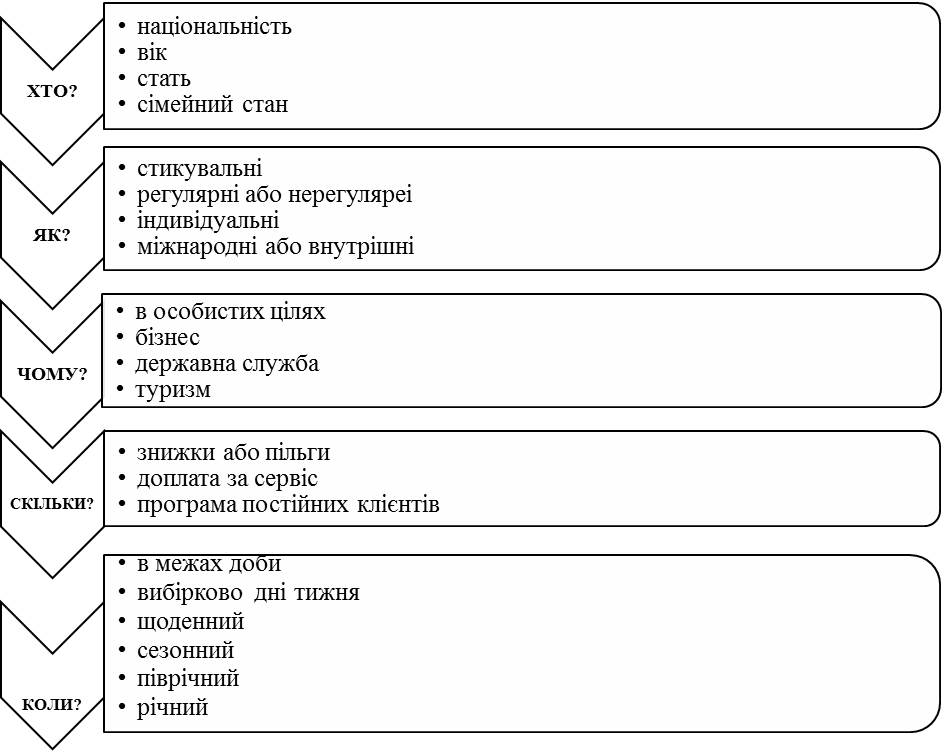 ХТО?
• національність
• вік
• стать
• сімейний стан
ЯК?
• стикувальні
• регулярні або нерегуляреі
• індивідуальні
• міжнародні або внутрішні
ЧОМУ?
• в особистих цілях
• бізнес
• державна служба
• туризм
СКІЛЬКИ?
• знижки або пільги
• доплата за сервіс
• програма постійних клієнтів
КОЛИ?
• в межах доби
• вибірково дні тижня
• щоденний
• сезонний
• піврічний
• річний